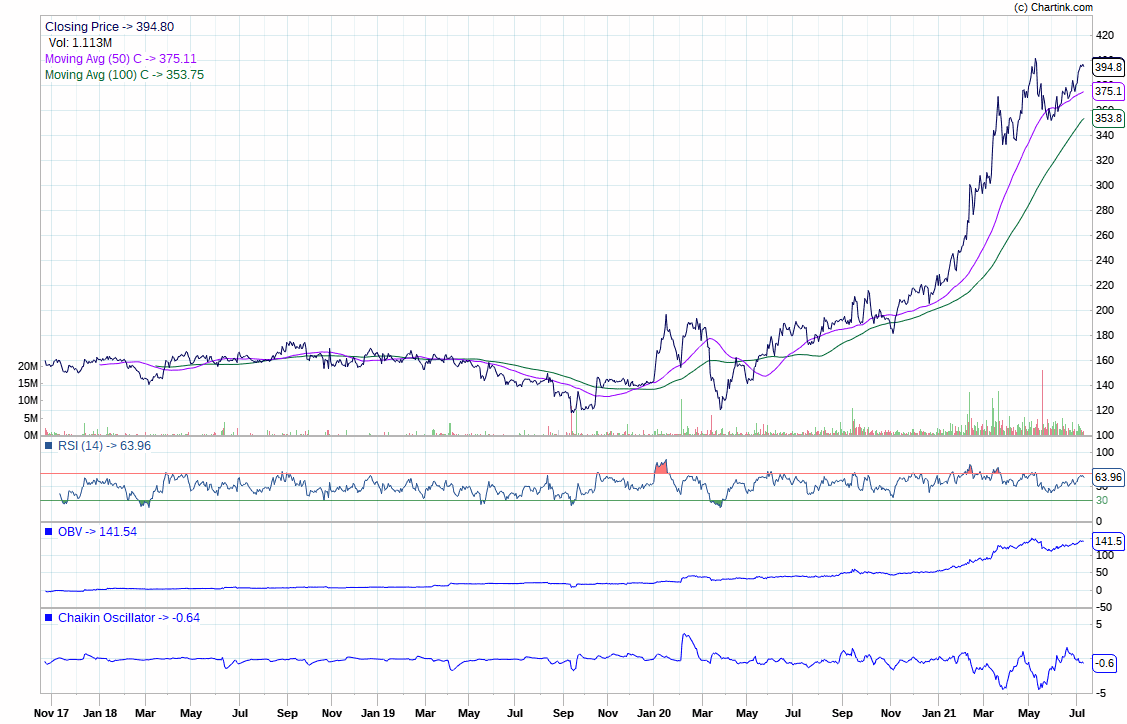 (c) Chartink.com
Closing Price -> 394.80
Vol: 1.113M
Moving Avg (50) C -> 375.11
Moving Avg (100) C -> 353.75
420
394.8
375.1
353.8
340
320
300
280
260
240
220
200
180
160
140
120
100
20M
15M
10M
5M
0M
RSI (14) -> 63.96
100
63.96
30
0
OBV -> 141.54
141.5
100
50
0
-50
Chaikin Oscillator -> -0.64
5
-0.6
-5
Nov 17 Jan 18 Mar May Jul Sep Nov Jan 19 Mar May Jul Sep Nov Jan 20 Mar May Jul Sep Nov Jan 21 Mar May Jul